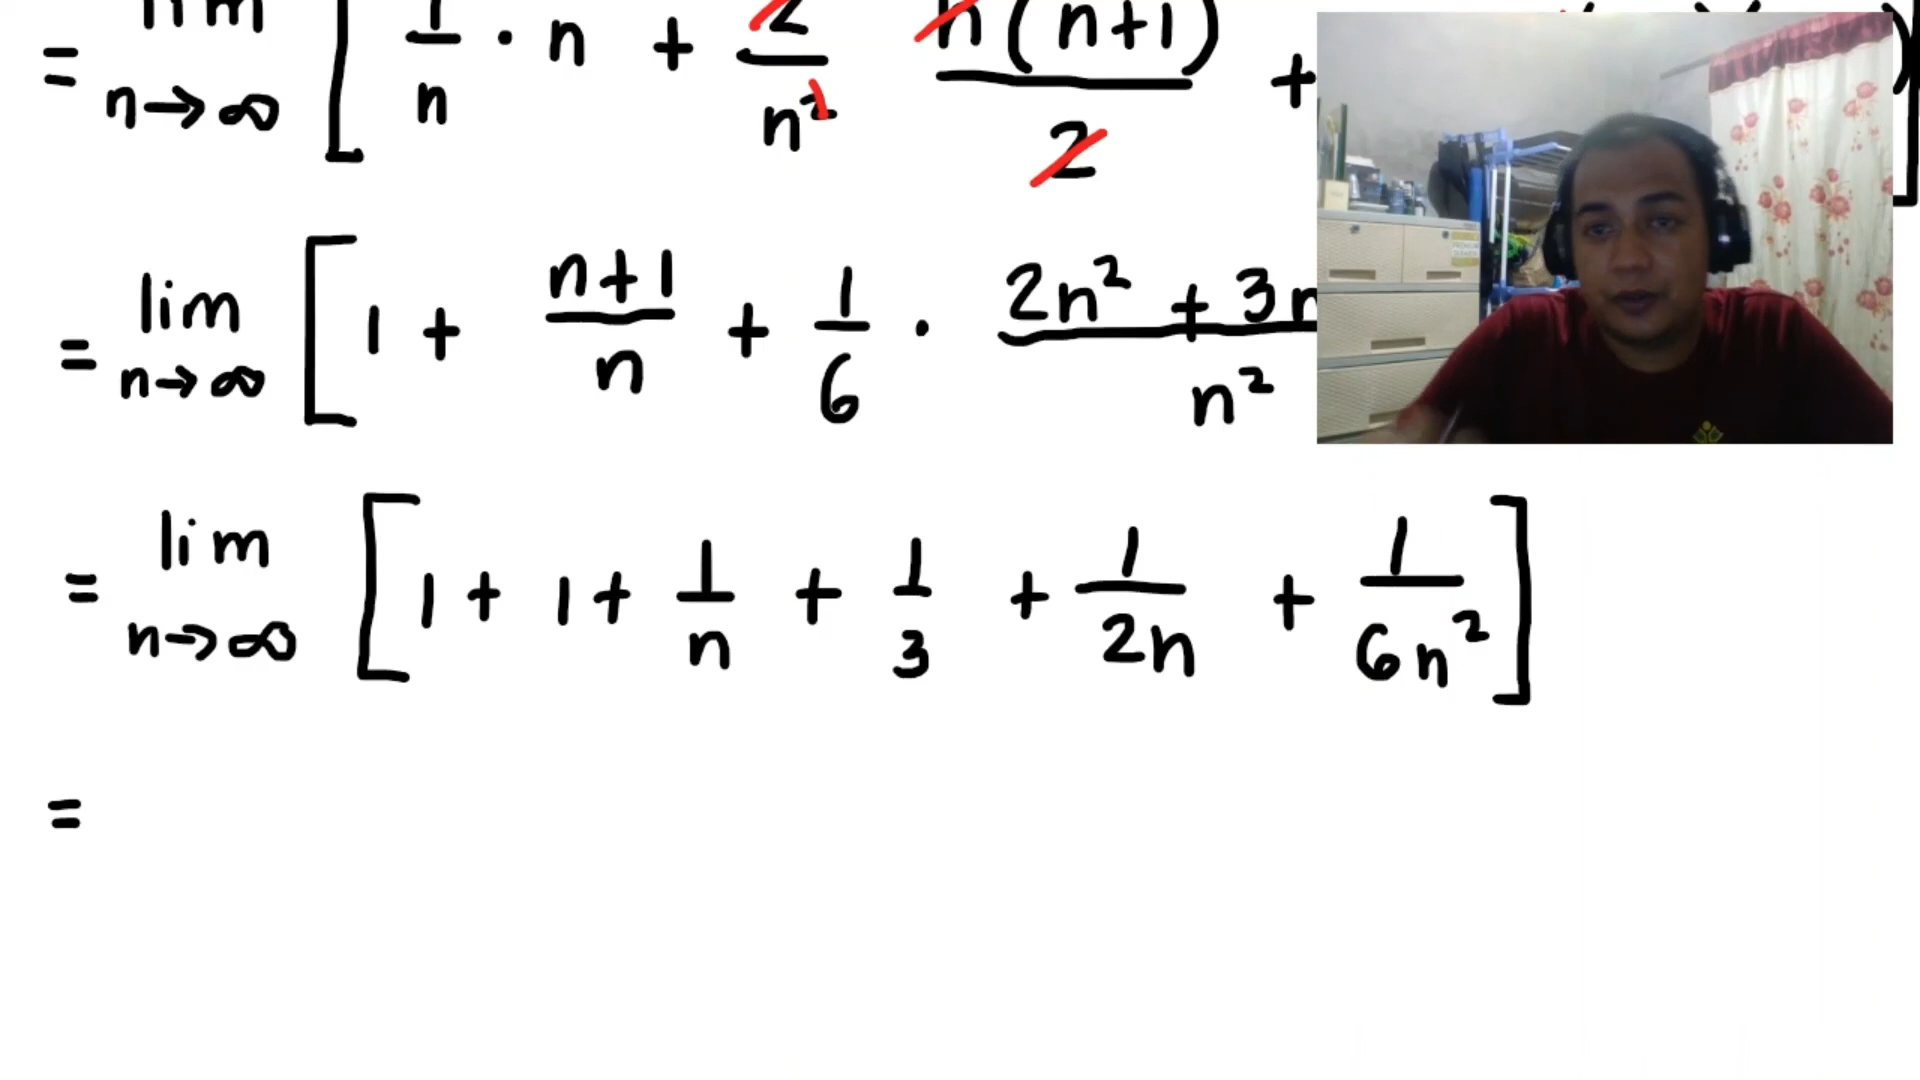 = lim n→∞ [ 1/n · n + 2/n² n(n+1)/2 + ) ]
= lim n→∞ [ 1 + n+1/n + 1/6 · 2n² + 3n/n²
= lim n→∞ [ 1 + 1 + 1/n + 1/3 + 1/2n + 1/6n² ]
=